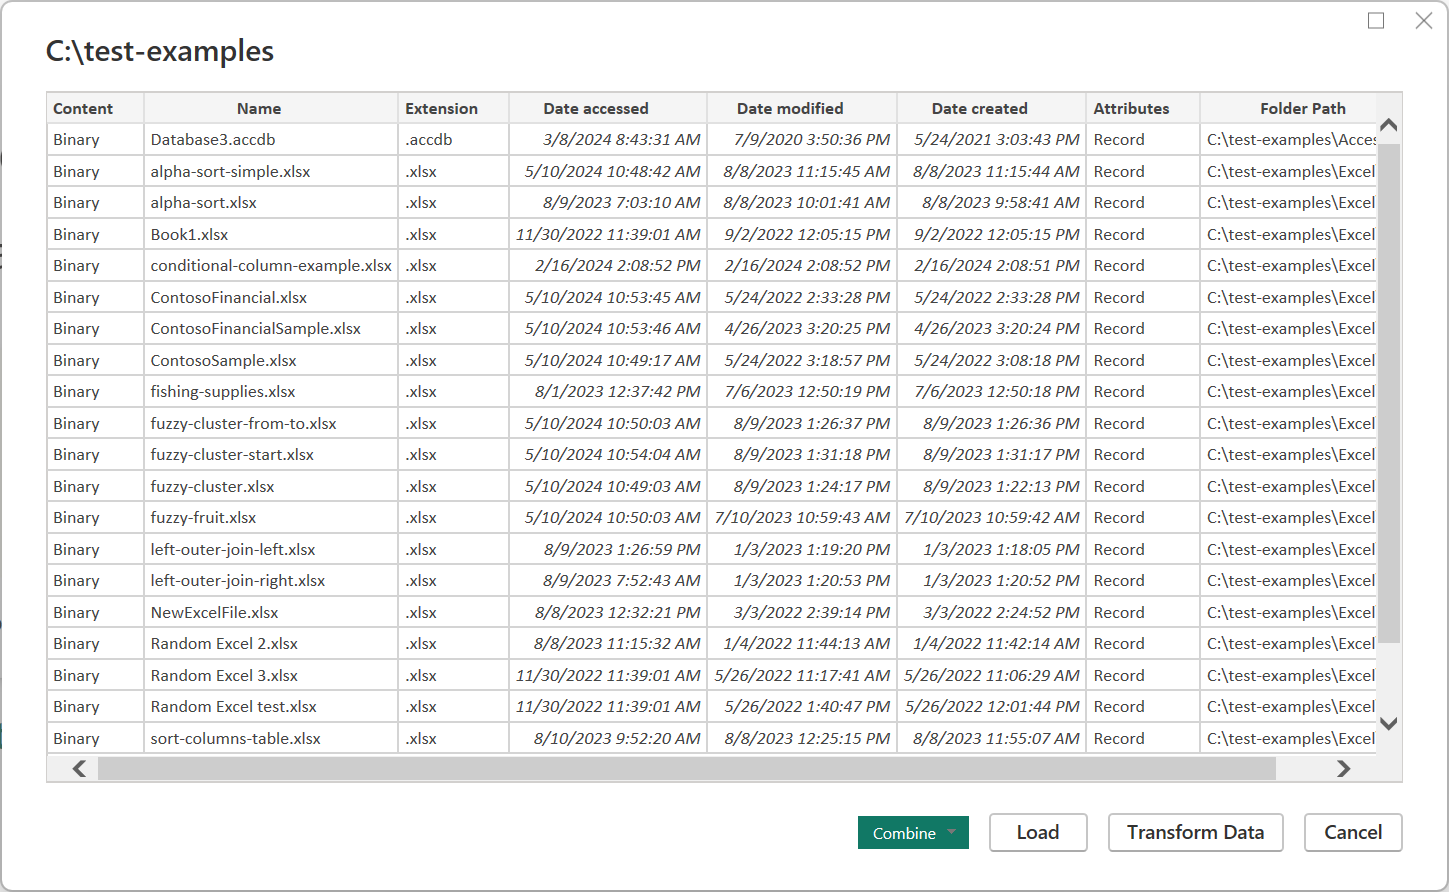 C:\test-examples
Content Name Extension Date accessed Date modified Date created Attributes Folder Path
Binary Database3.accdb .accdb 3/8/2024 8:43:31 AM 7/9/2020 3:50:36 PM 5/24/2021 3:03:43 PM Record C:\test-examples\Acces
Binary alpha-sort-simple.xlsx .xlsx 5/10/2024 10:48:42 AM 8/8/2023 11:15:45 AM 8/8/2023 11:15:44 AM Record C:\test-examples\Excel
Binary alpha-sort.xlsx .xlsx 8/9/2023 7:03:10 AM 8/8/2023 10:01:41 AM 8/8/2023 9:58:41 AM Record C:\test-examples\Excel
Binary Book1.xlsx .xlsx 11/30/2022 11:39:01 AM 9/2/2022 12:05:15 PM 9/2/2022 12:05:15 PM Record C:\test-examples\Excel
Binary conditional-column-example.xlsx .xlsx 2/16/2024 2:08:52 PM 2/16/2024 2:08:52 PM 2/16/2024 2:08:51 PM Record C:\test-examples\Excel
Binary ContosoFinancial.xlsx .xlsx 5/10/2024 10:53:45 AM 5/24/2022 2:33:28 PM 5/24/2022 2:33:28 PM Record C:\test-examples\Excel
Binary ContosoFinancialSample.xlsx .xlsx 5/10/2024 10:53:46 AM 4/26/2023 3:20:25 PM 4/26/2023 3:20:24 PM Record C:\test-examples\Excel
Binary ContosoSample.xlsx .xlsx 5/10/2024 10:49:17 AM 5/24/2022 3:18:57 PM 5/24/2022 3:08:18 PM Record C:\test-examples\Excel
Binary fishing-supplies.xlsx .xlsx 8/1/2023 12:37:42 PM 7/6/2023 12:50:19 PM 7/6/2023 12:50:18 PM Record C:\test-examples\Excel
Binary fuzzy-cluster-from-to.xlsx .xlsx 5/10/2024 10:50:03 AM 8/9/2023 1:26:37 PM 8/9/2023 1:26:36 PM Record C:\test-examples\Excel
Binary fuzzy-cluster-start.xlsx .xlsx 5/10/2024 10:54:04 AM 8/9/2023 1:31:18 PM 8/9/2023 1:31:17 PM Record C:\test-examples\Excel
Binary fuzzy-cluster.xlsx .xlsx 5/10/2024 10:49:03 AM 8/9/2023 1:24:17 PM 8/9/2023 1:22:13 PM Record C:\test-examples\Excel
Binary fuzzy-fruit.xlsx .xlsx 5/10/2024 10:50:03 AM 7/10/2023 10:59:43 AM 7/10/2023 10:59:42 AM Record C:\test-examples\Excel
Binary left-outer-join-left.xlsx .xlsx 8/9/2023 1:26:59 PM 1/3/2023 1:19:20 PM 1/3/2023 1:18:05 PM Record C:\test-examples\Excel
Binary left-outer-join-right.xlsx .xlsx 8/9/2023 7:52:43 AM 1/3/2023 1:20:53 PM 1/3/2023 1:20:52 PM Record C:\test-examples\Excel
Binary NewExcelFile.xlsx .xlsx 8/8/2023 12:32:21 PM 3/3/2022 2:39:14 PM 3/3/2022 2:24:52 PM Record C:\test-examples\Excel
Binary Random Excel 2.xlsx .xlsx 8/8/2023 11:15:32 AM 1/4/2022 11:44:13 AM 1/4/2022 11:42:14 AM Record C:\test-examples\Excel
Binary Random Excel 3.xlsx .xlsx 11/30/2022 11:39:01 AM 5/26/2022 11:17:41 AM 5/26/2022 11:06:29 AM Record C:\test-examples\Excel
Binary Random Excel test.xlsx .xlsx 11/30/2022 11:39:01 AM 5/26/2022 1:40:47 PM 5/26/2022 12:01:44 PM Record C:\test-examples\Excel
Binary sort-columns-table.xlsx .xlsx 8/10/2023 9:52:20 AM 8/8/2023 12:25:15 PM 8/8/2023 11:55:07 AM Record C:\test-examples\Excel
Combine Load Transform Data Cancel